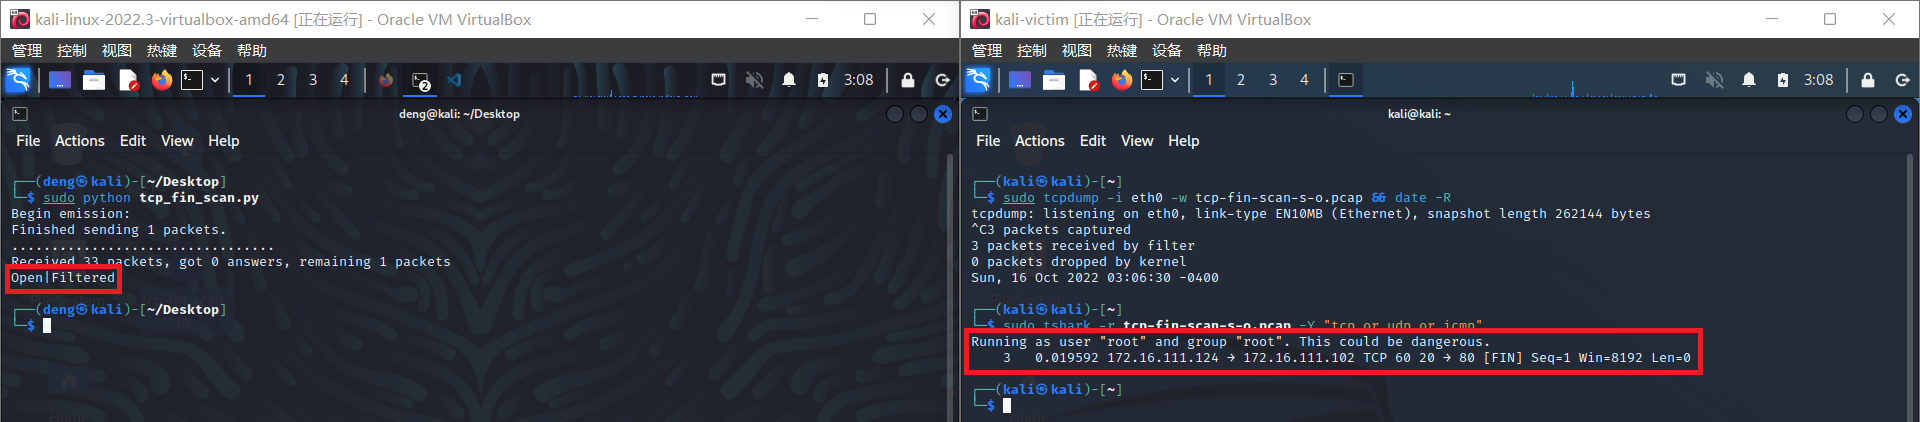 kali-linux-2022.3-virtualbox-amd64 [正在运行] - Oracle VM VirtualBox
管理 控制 视图 热键 设备 帮助
1 2 3 4 2 3:08
deng@kali: ~/Desktop
File Actions Edit View Help
┌──(deng㉿kali)-[~/Desktop]
└─$ sudo python tcp_fin_scan.py
Begin emission:
Finished sending 1 packets.
.................................
Received 33 packets, got 0 answers, remaining 1 packets
Open|Filtered
┌──(deng㉿kali)-[~/Desktop]
└─$
kali-victim [正在运行] - Oracle VM VirtualBox
管理 控制 视图 热键 设备 帮助
1 2 3 4 3:08
kali@kali: ~
File Actions Edit View Help
┌──(kali㉿kali)-[~]
└─$ sudo tcpdump -i eth0 -w tcp-fin-scan-s-o.pcap && date -R
tcpdump: listening on eth0, link-type EN10MB (Ethernet), snapshot length 262144 bytes
^C3 packets captured
3 packets received by filter
0 packets dropped by kernel
Sun, 16 Oct 2022 03:06:30 -0400
┌──(kali㉿kali)-[~]
└─$ sudo tshark -r tcp-fin-scan-s-o.pcap -Y "tcp or udp or icmp"
Running as user "root" and group "root". This could be dangerous.
3 0.019592 172.16.111.124 → 172.16.111.102 TCP 60 20 → 80 [FIN] Seq=1 Win=8192 Len=0
┌──(kali㉿kali)-[~]
└─$